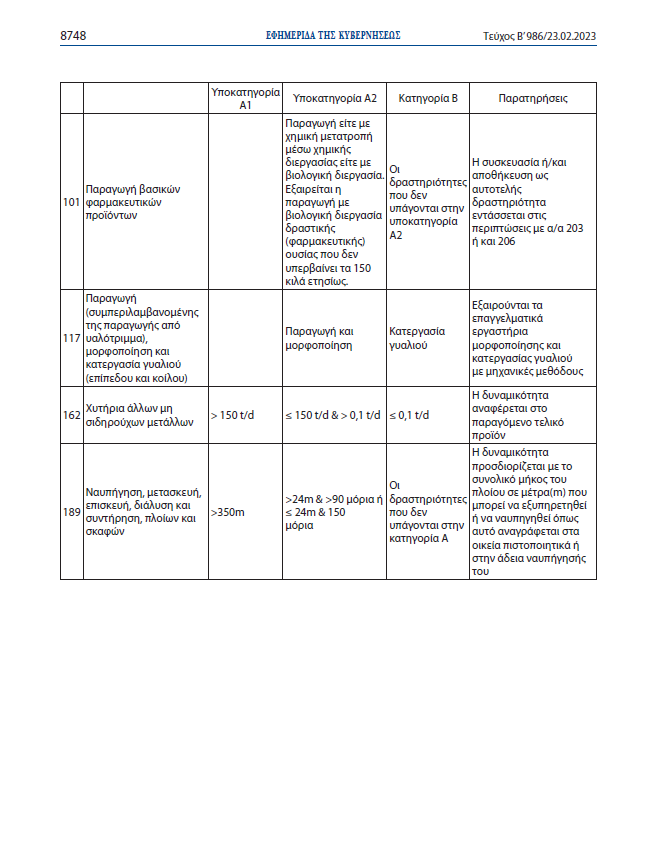 8748
ΕΦΗΜΕΡΙΔΑ ΤΗΣ ΚΥΒΕΡΝΗΣΕΩΣ
Τεύχος Β’ 986/23.02.2023
Υποκατηγορία
Α1
Υποκατηγορία Α2
Κατηγορία Β
Παρατηρήσεις
101
Παραγωγή βασικών
φαρμακευτικών
προϊόντων
Παραγωγή είτε με
χημική μετατροπή
μέσω χημικής
διεργασίας είτε με
βιολογική διεργασία.
Εξαιρείται η
παραγωγή με
βιολογική διεργασία
δραστικής
(φαρμακευτικής)
ουσίας που δεν
υπερβαίνει τα 150
κιλά ετησίως.
Οι
δραστηριότητες
που δεν
υπάγονται στην
υποκατηγορία
Α2
Η συσκευασία ή/και
αποθήκευση ως
αυτοτελής
δραστηριότητα
εντάσσεται στις
περιπτώσεις με α/α 203
ή και 206
117
Παραγωγή
(συμπεριλαμβανομένης
της παραγωγής από
υαλότριμμα),
μορφοποίηση και
κατεργασία γυαλιού
(επίπεδου και κοίλου)
Παραγωγή και
μορφοποίηση
Κατεργασία
γυαλιού
Εξαιρούνται τα
επαγγελματικά
εργαστήρια
μορφοποίησης και
κατεργασίας γυαλιού
με μηχανικές μεθόδους
162
Χυτήρια άλλων μη
σιδηρούχων μετάλλων
> 150 t/d
≤ 150 t/d & > 0,1 t/d
≤ 0,1 t/d
Η δυναμικότητα
αναφέρεται στο
παραγόμενο τελικό
προϊόν
189
Ναυπήγηση, μετασκευή,
επισκευή, διάλυση και
συντήρηση, πλοίων και
σκαφών
>350m
>24m & >90 μόρια ή
≤ 24m & 150
μόρια
Οι
δραστηριότητες
που δεν
υπάγονται στην
κατηγορία Α
Η δυναμικότητα
προσδιορίζεται με το
συνολικό μήκος του
πλοίου σε μέτρα(m) που
μπορεί να εξυπηρετηθεί
ή να ναυπηγηθεί όπως
αυτό αναγράφεται στα
οικεία πιστοποιητικά ή
στην άδεια ναυπήγησής
του